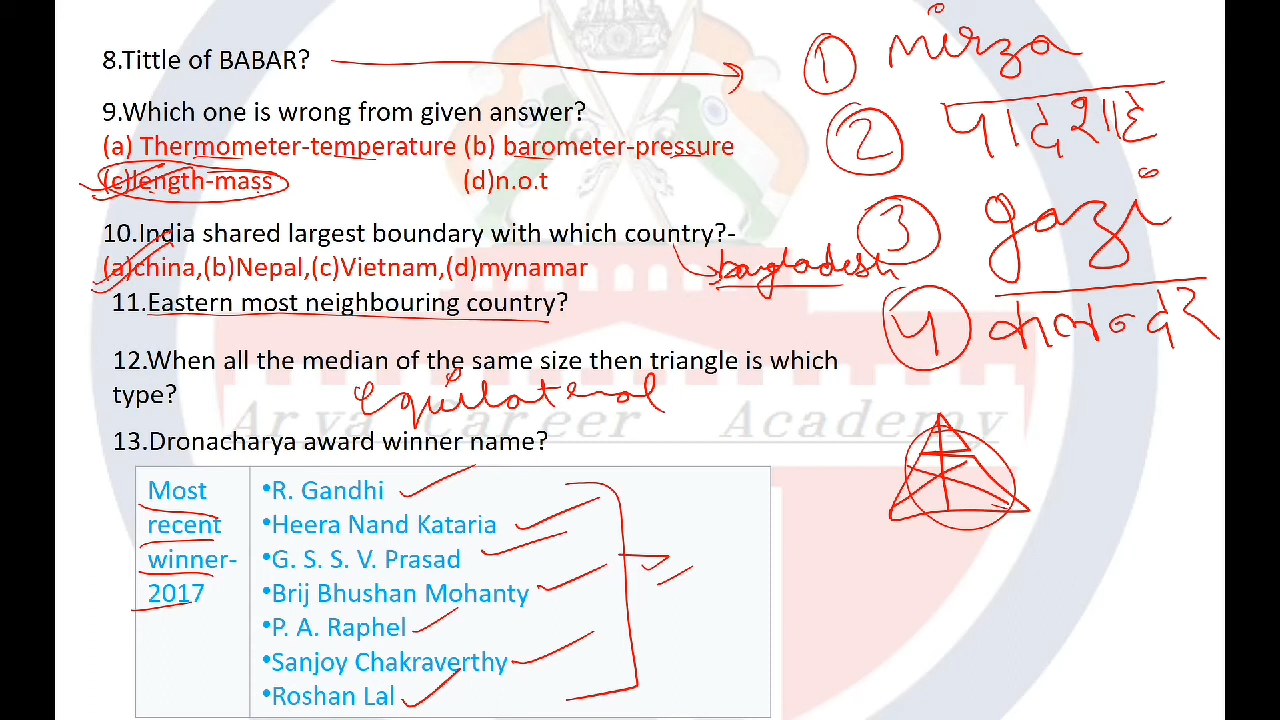 8.Tittle of BABAR?
① mirza
9.Which one is wrong from given answer?
② पादशाह
(a) Thermometer-temperature (b) barometer-pressure
(c)length-mass (d)n.o.t
③ gazi
10.India shared largest boundary with which country?-
bangladesh
(a)china,(b)Nepal,(c)Vietnam,(d)mynamar
11.Eastern most neighbouring country?
12.When all the median of the same size then triangle is which
type?
equilateral
Arya Career Academy
13.Dronacharya award winner name?
Most recent winner-2017
•R. Gandhi
•Heera Nand Kataria
•G. S. S. V. Prasad
•Brij Bhushan Mohanty
•P. A. Raphel
•Sanjoy Chakraverthy
•Roshan Lal